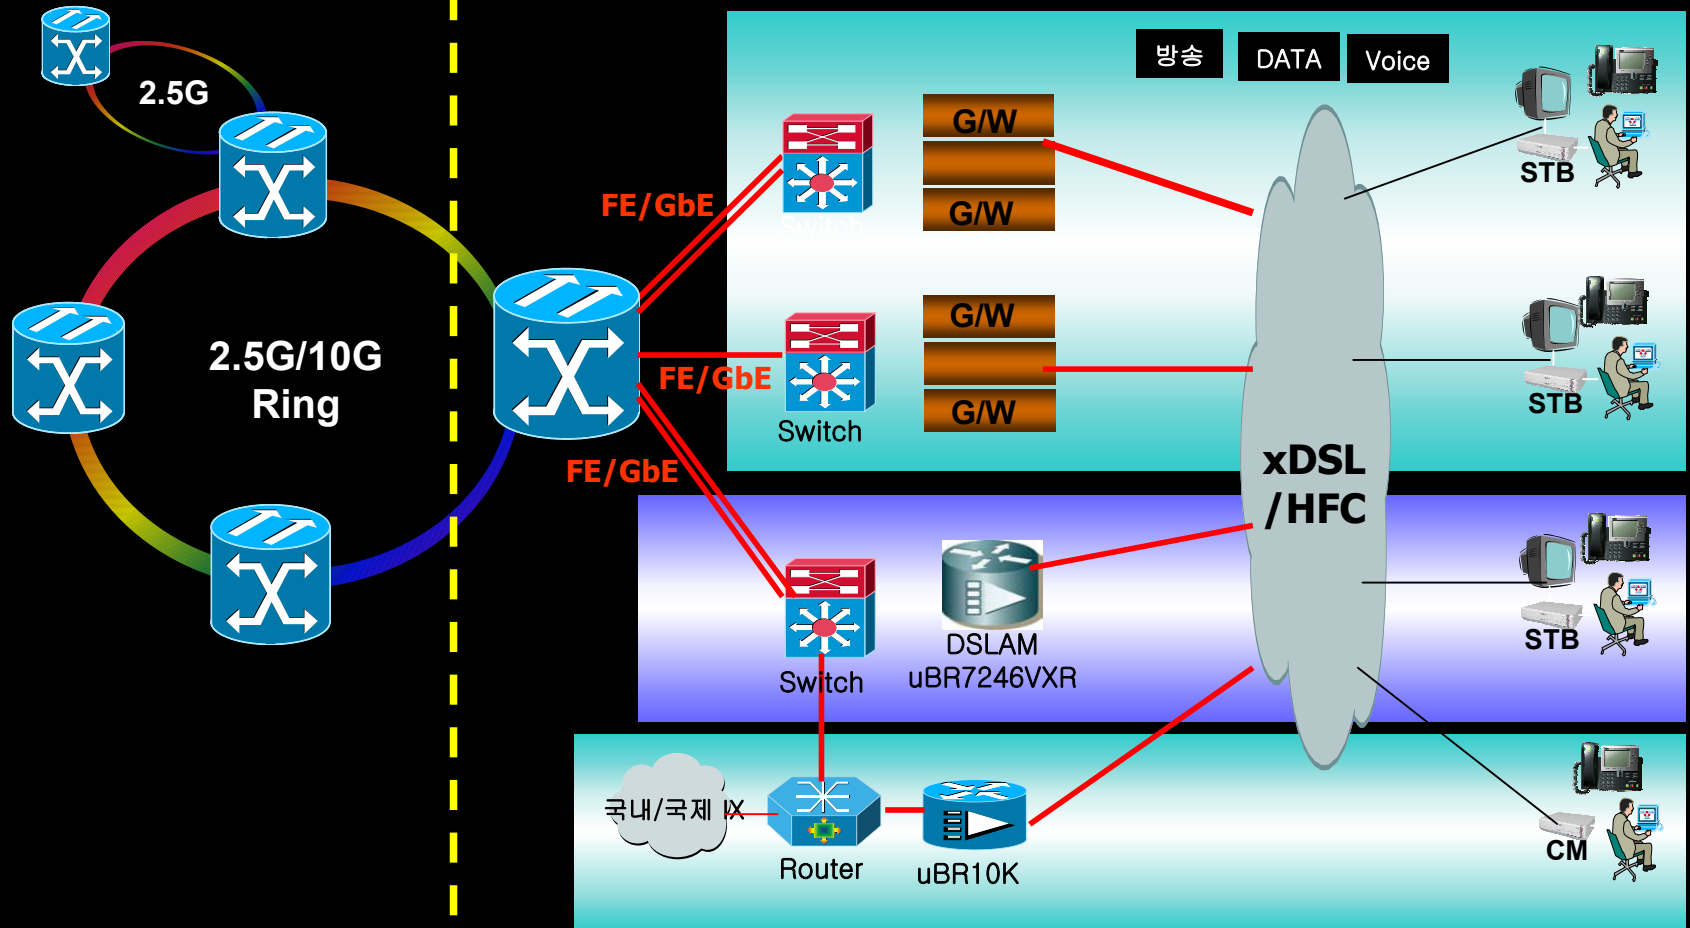 2.5G
방송
DATA
Voice
G/W
FE/GbE
Switch
G/W
STB
2.5G/10G
Ring
G/W
FE/GbE
Switch
G/W
STB
FE/GbE
xDSL
/HFC
Switch
DSLAM
uBR7246VXR
STB
국내/국제 IX
Router
uBR10K
CM